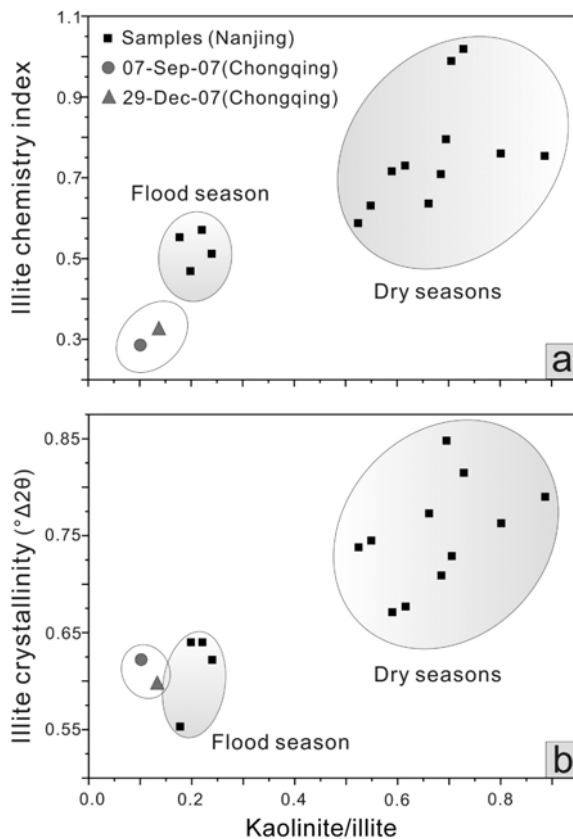 1.1
0.9
0.7
0.5
0.3
Illite chemistry index
Samples (Nanjing)
07-Sep-07(Chongqing)
29-Dec-07(Chongqing)
Flood season
Dry seasons
a
0.85
0.75
0.65
0.55
Illite crystallinity (°Δ2θ)
Dry seasons
Flood season
b
0.0 0.2 0.4 0.6 0.8
Kaolinite/illite